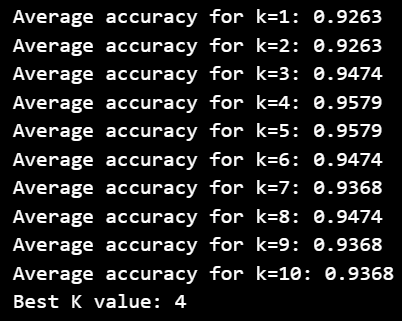 Average accuracy for k=1: 0.9263
Average accuracy for k=2: 0.9263
Average accuracy for k=3: 0.9474
Average accuracy for k=4: 0.9579
Average accuracy for k=5: 0.9579
Average accuracy for k=6: 0.9474
Average accuracy for k=7: 0.9368
Average accuracy for k=8: 0.9474
Average accuracy for k=9: 0.9368
Average accuracy for k=10: 0.9368
Best K value: 4